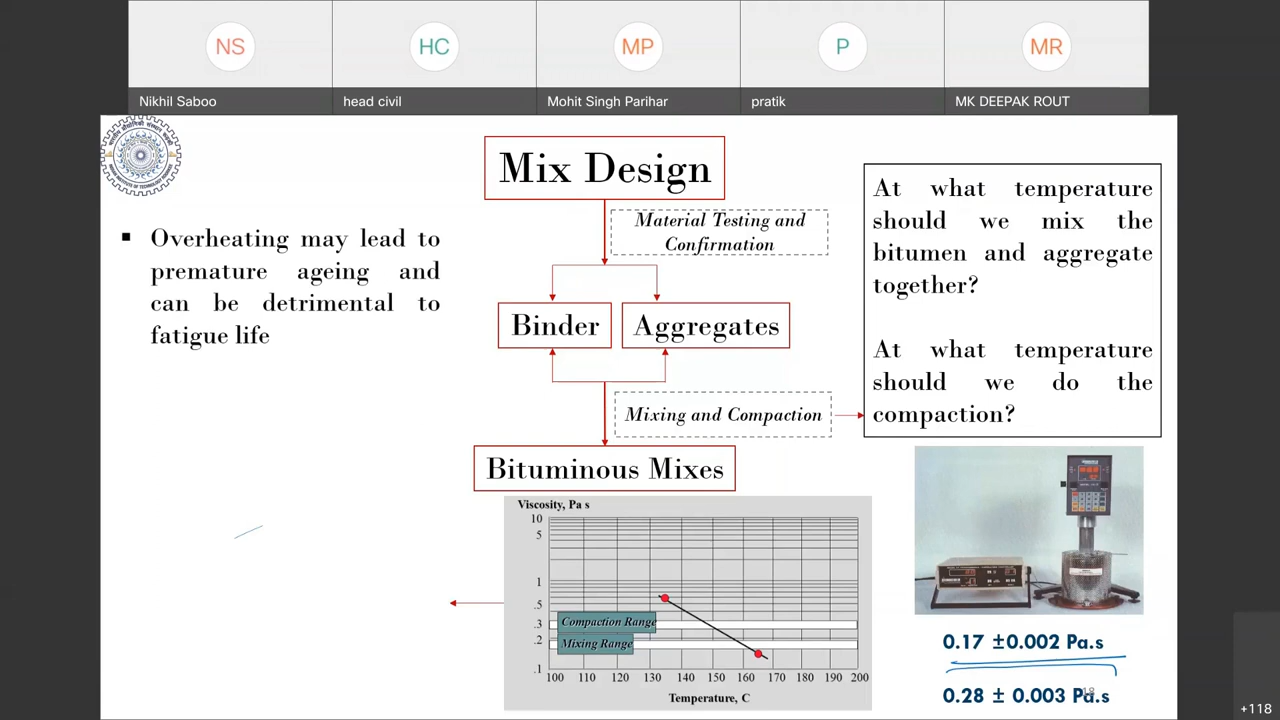 NS
HC
MP
P
MR
Nikhil Saboo
head civil
Mohit Singh Parihar
pratik
MK DEEPAK ROUT
Mix Design
Material Testing and
Confirmation
▪ Overheating may lead to
premature ageing and
can be detrimental to
fatigue life
Binder
Aggregates
At what temperature
should we mix the
bitumen and aggregate
together?
At what temperature
should we do the
compaction?
Mixing and Compaction
Bituminous Mixes
Viscosity, Pa s
10
5
1
.5
.3
.2
.1
Compaction Range
Mixing Range
100 110 120 130 140 150 160 170 180 190 200
Temperature, C
0.17 ±0.002 Pa.s
0.28 ± 0.003 Pa.s
18
+118